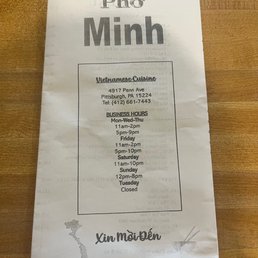 Phở
Minh
Vietnamese Cuisine
4917 Penn Ave
Pittsburgh, PA 15224
Tel (412) 661-7443
BUSINESS HOURS
Mon-Wed-Thu
11am-2pm
5pm-9pm
Friday
11am-2pm
5pm-10pm
Saturday
11am-10pm
Sunday
12pm-8pm
Tuesday
Closed
Xin Mời Đến